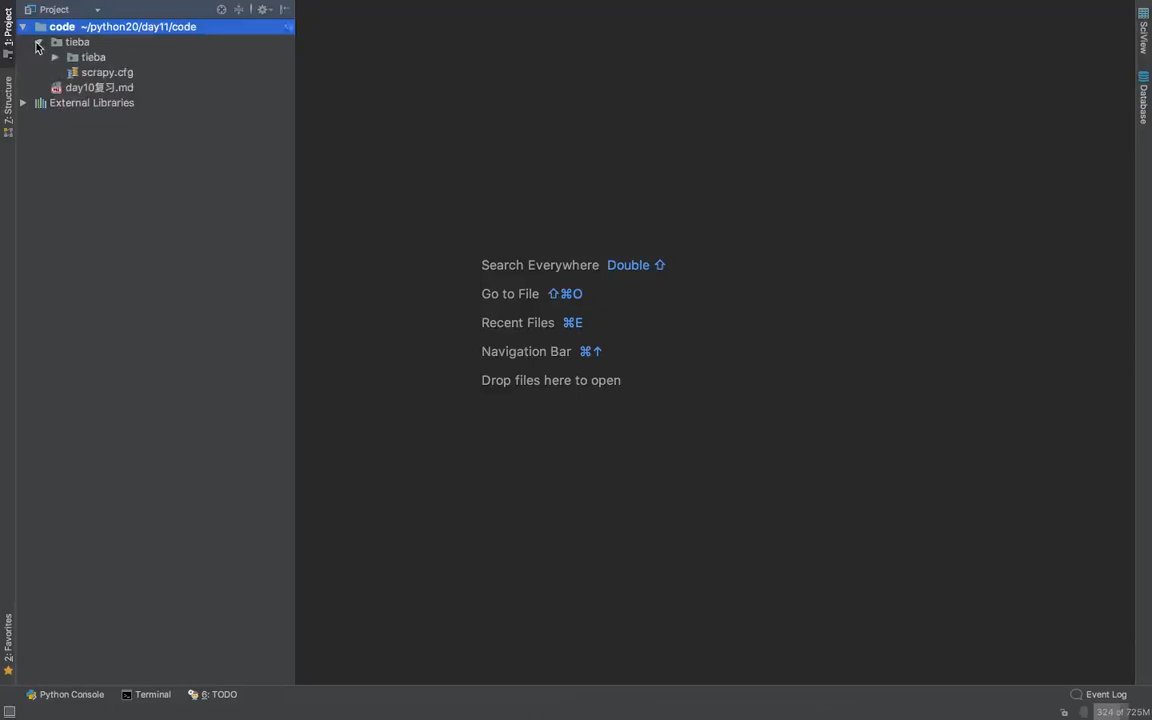 Project
code ~/python20/day11/code
tieba
tieba
scrapy.cfg
day10复习.md
External Libraries
1: Project
7: Structure
2: Favorites
SciView
Database
Search Everywhere Double ⇧
Go to File ⇧⌘O
Recent Files ⌘E
Navigation Bar ⌘↑
Drop files here to open
Python Console
Terminal
6: TODO
Event Log
324 of 725M